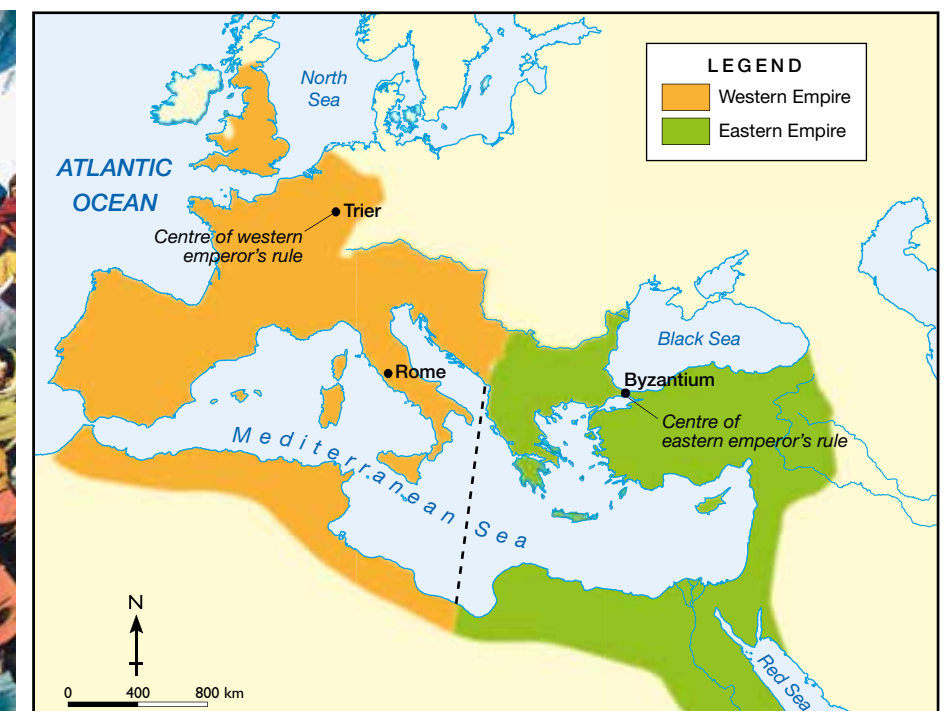 LEGEND
Western Empire
Eastern Empire
North
Sea
ATLANTIC
OCEAN
Trier
Centre of western
emperor's rule
Black Sea
Rome
Byzantium
Centre of
eastern emperor's rule
Mediterranean Sea
N
Red Sea
0 400 800 km